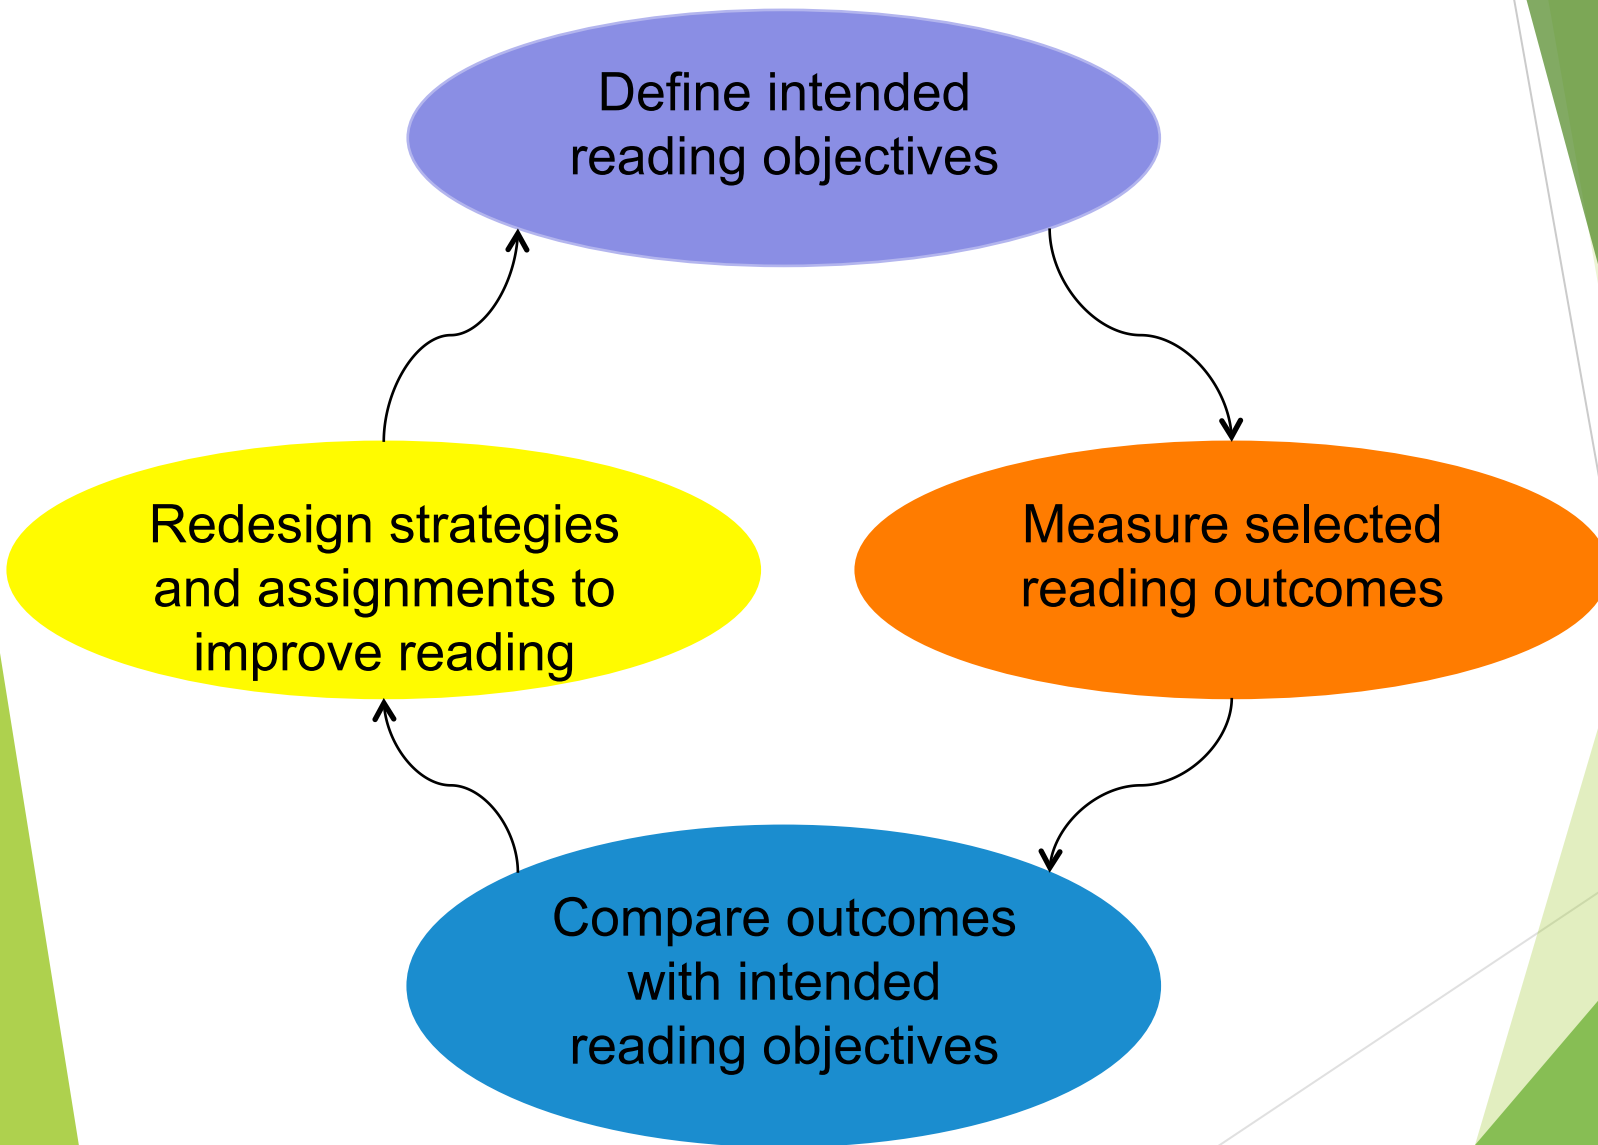 Define intended
reading objectives
Redesign strategies
and assignments to
improve reading
Measure selected
reading outcomes
Compare outcomes
with intended
reading objectives